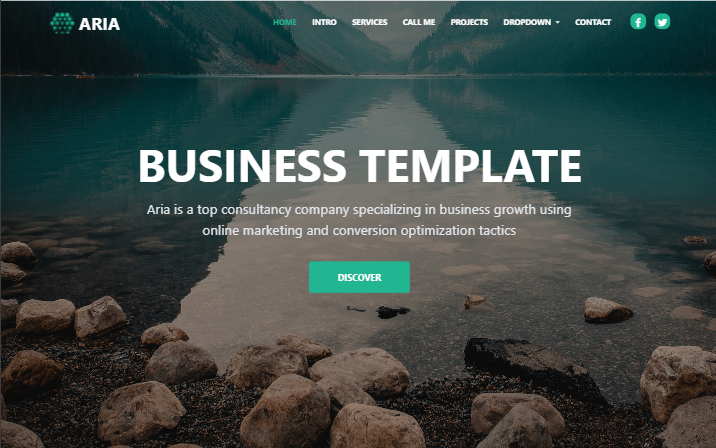 ARIA
HOME INTRO SERVICES CALL ME PROJECTS DROPDOWN CONTACT
BUSINESS TEMPLATE
Aria is a top consultancy company specializing in business growth using
online marketing and conversion optimization tactics
DISCOVER